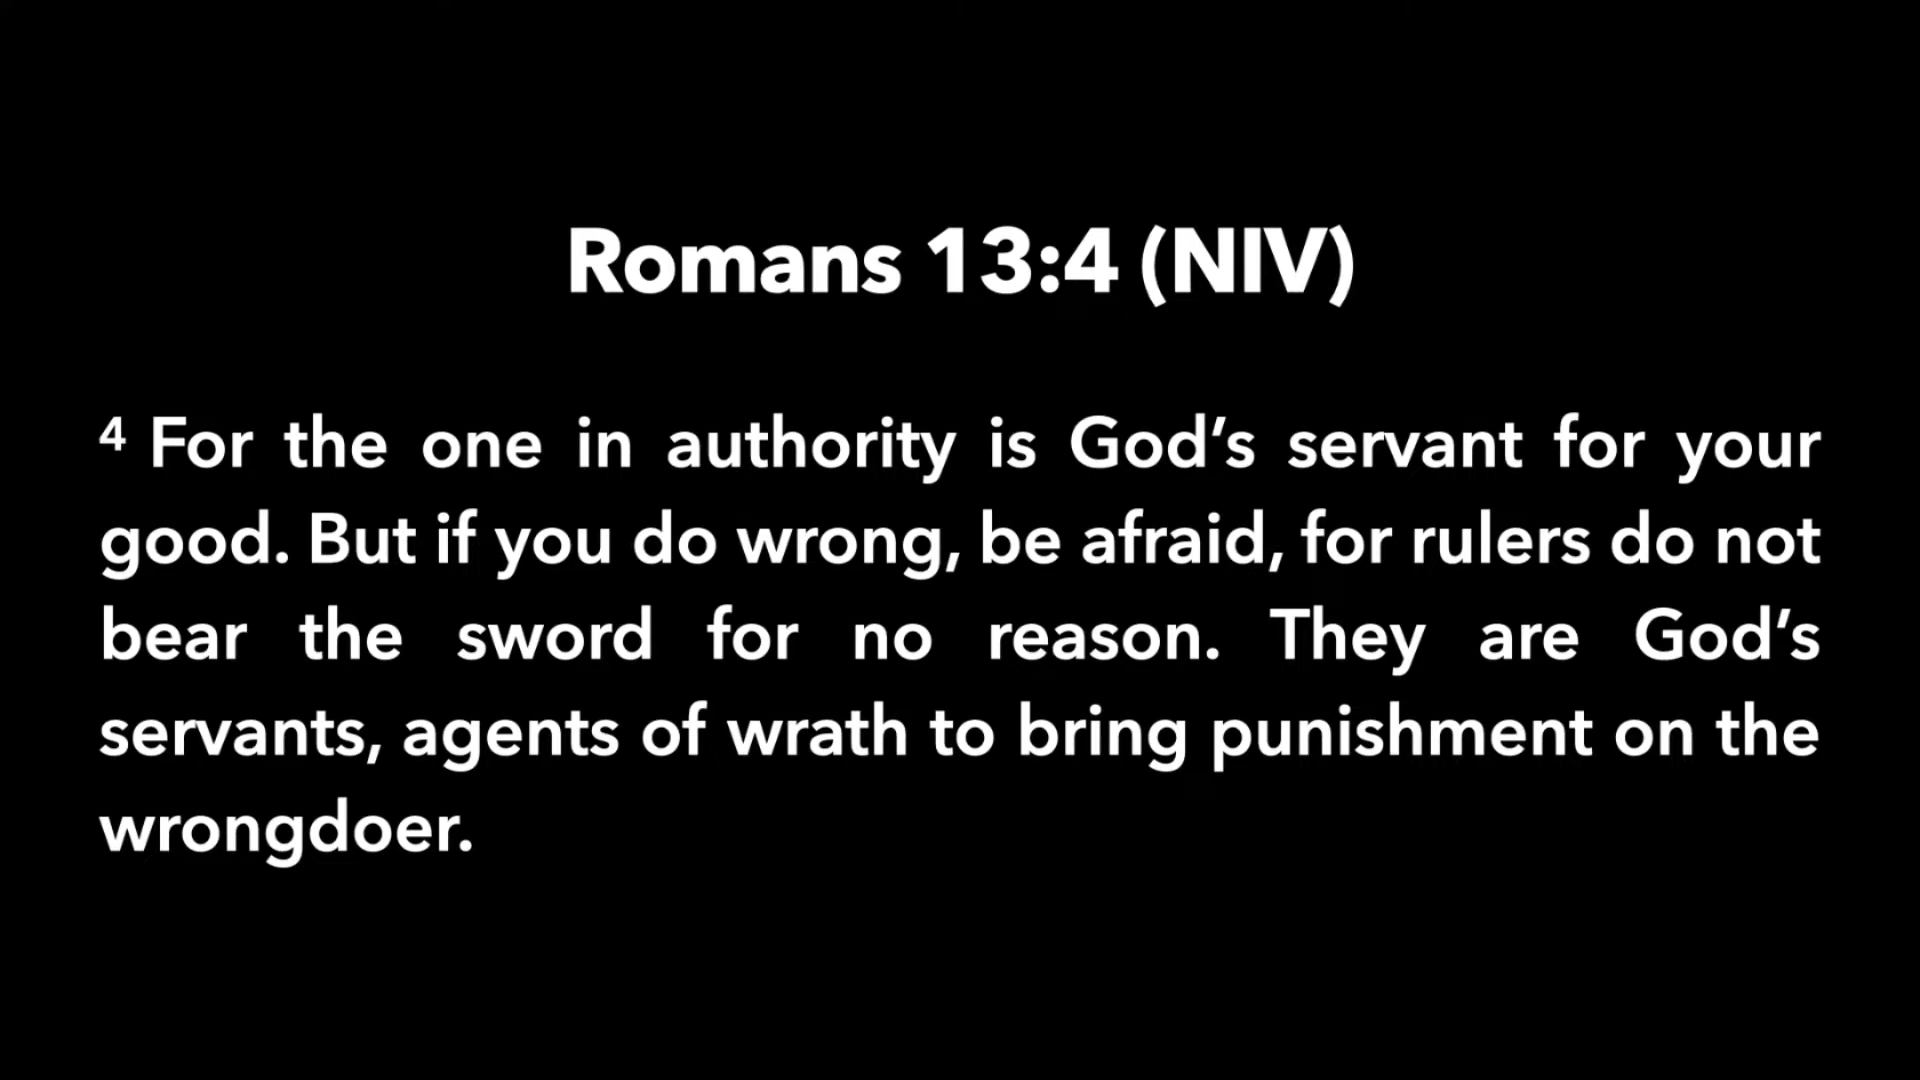 Romans 13:4 (NIV)
4 For the one in authority is God’s servant for your
good. But if you do wrong, be afraid, for rulers do not
bear the sword for no reason. They are God’s
servants, agents of wrath to bring punishment on the
wrongdoer.